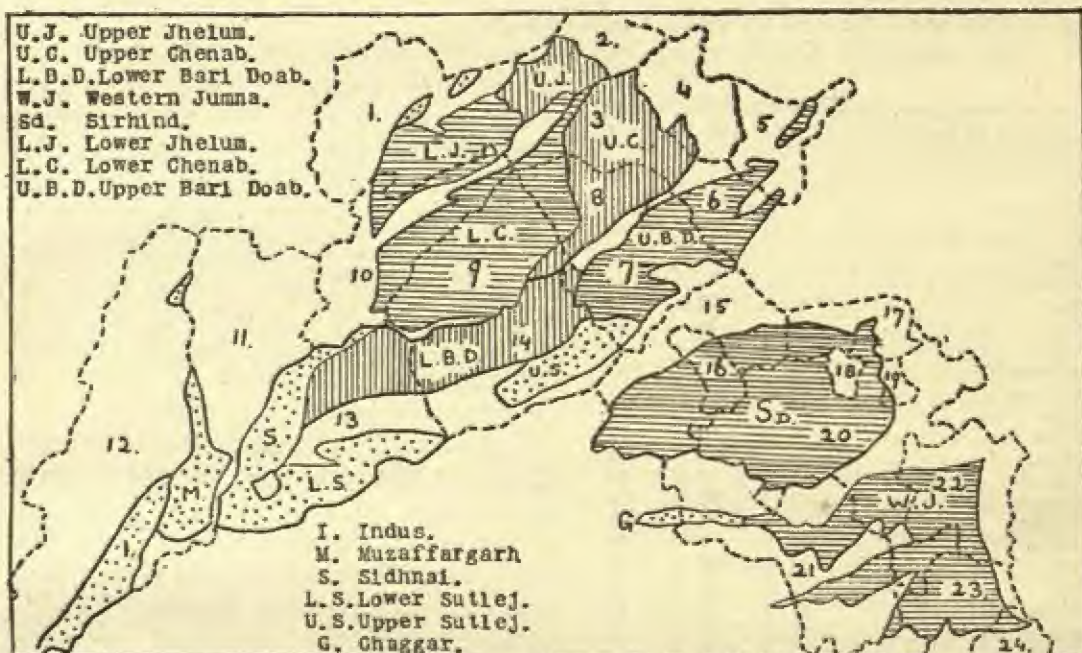 U.J. Upper Jhelum.
U.C. Upper Chenab.
L.B.D. Lower Bari Doab.
W.J. Western Jumna.
Sd. Sirhind.
L.J. Lower Jhelum.
L.C. Lower Chenab.
U.B.D. Upper Bari Doab.
2.
U.J.
4
1.
3
5
U.C.
L.J.
8
6
L.C.
U.B.D.
10
9
7
15
17
11.
14
L.B.D.
16
18
19
U.S.
13
SD.
20
12.
S.
M
L.S.
22
W.J.
G
I.
21
23
24.
I. Indus.
M. Muzaffargarh
S. Sidhnai.
L.S. Lower Sutlej.
U.S. Upper Sutlej.
G. Ghaggar.